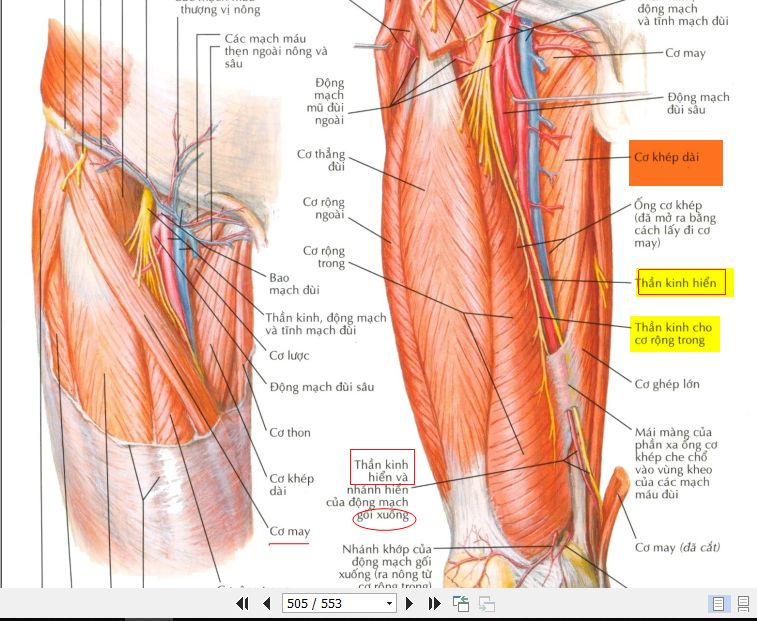 thượng vị nông
Các mạch máu
thẹn ngoài nông và
sâu
Bao
mạch đùi
Thần kinh, động mạch
và tĩnh mạch đùi
Cơ lược
Động mạch đùi sâu
Cơ thon
Cơ khép
dài
Cơ may
Động
mạch
mũ đùi
ngoài
Cơ thẳng
đùi
Cơ rộng
ngoài
Cơ rộng
trong
Thần kinh
hiển và
nhánh hiển
của động mạch
gối xuống
Nhánh khớp của
động mạch gối
xuống (ra nông từ
cơ rộng trong)
động mạch
và tĩnh mạch đùi
Cơ may
Động mạch
đùi sâu
Cơ khép dài
Ống cơ khép
(đã mở ra bằng
cách lấy đi cơ
may)
Thần kinh hiển
Thần kinh cho
cơ rộng trong
Cơ ghép lớn
Mái màng của
phần xa ống cơ
khép che chổ
vào vùng kheo
của các mạch
máu đùi
Cơ may (đã cắt)
505 / 553